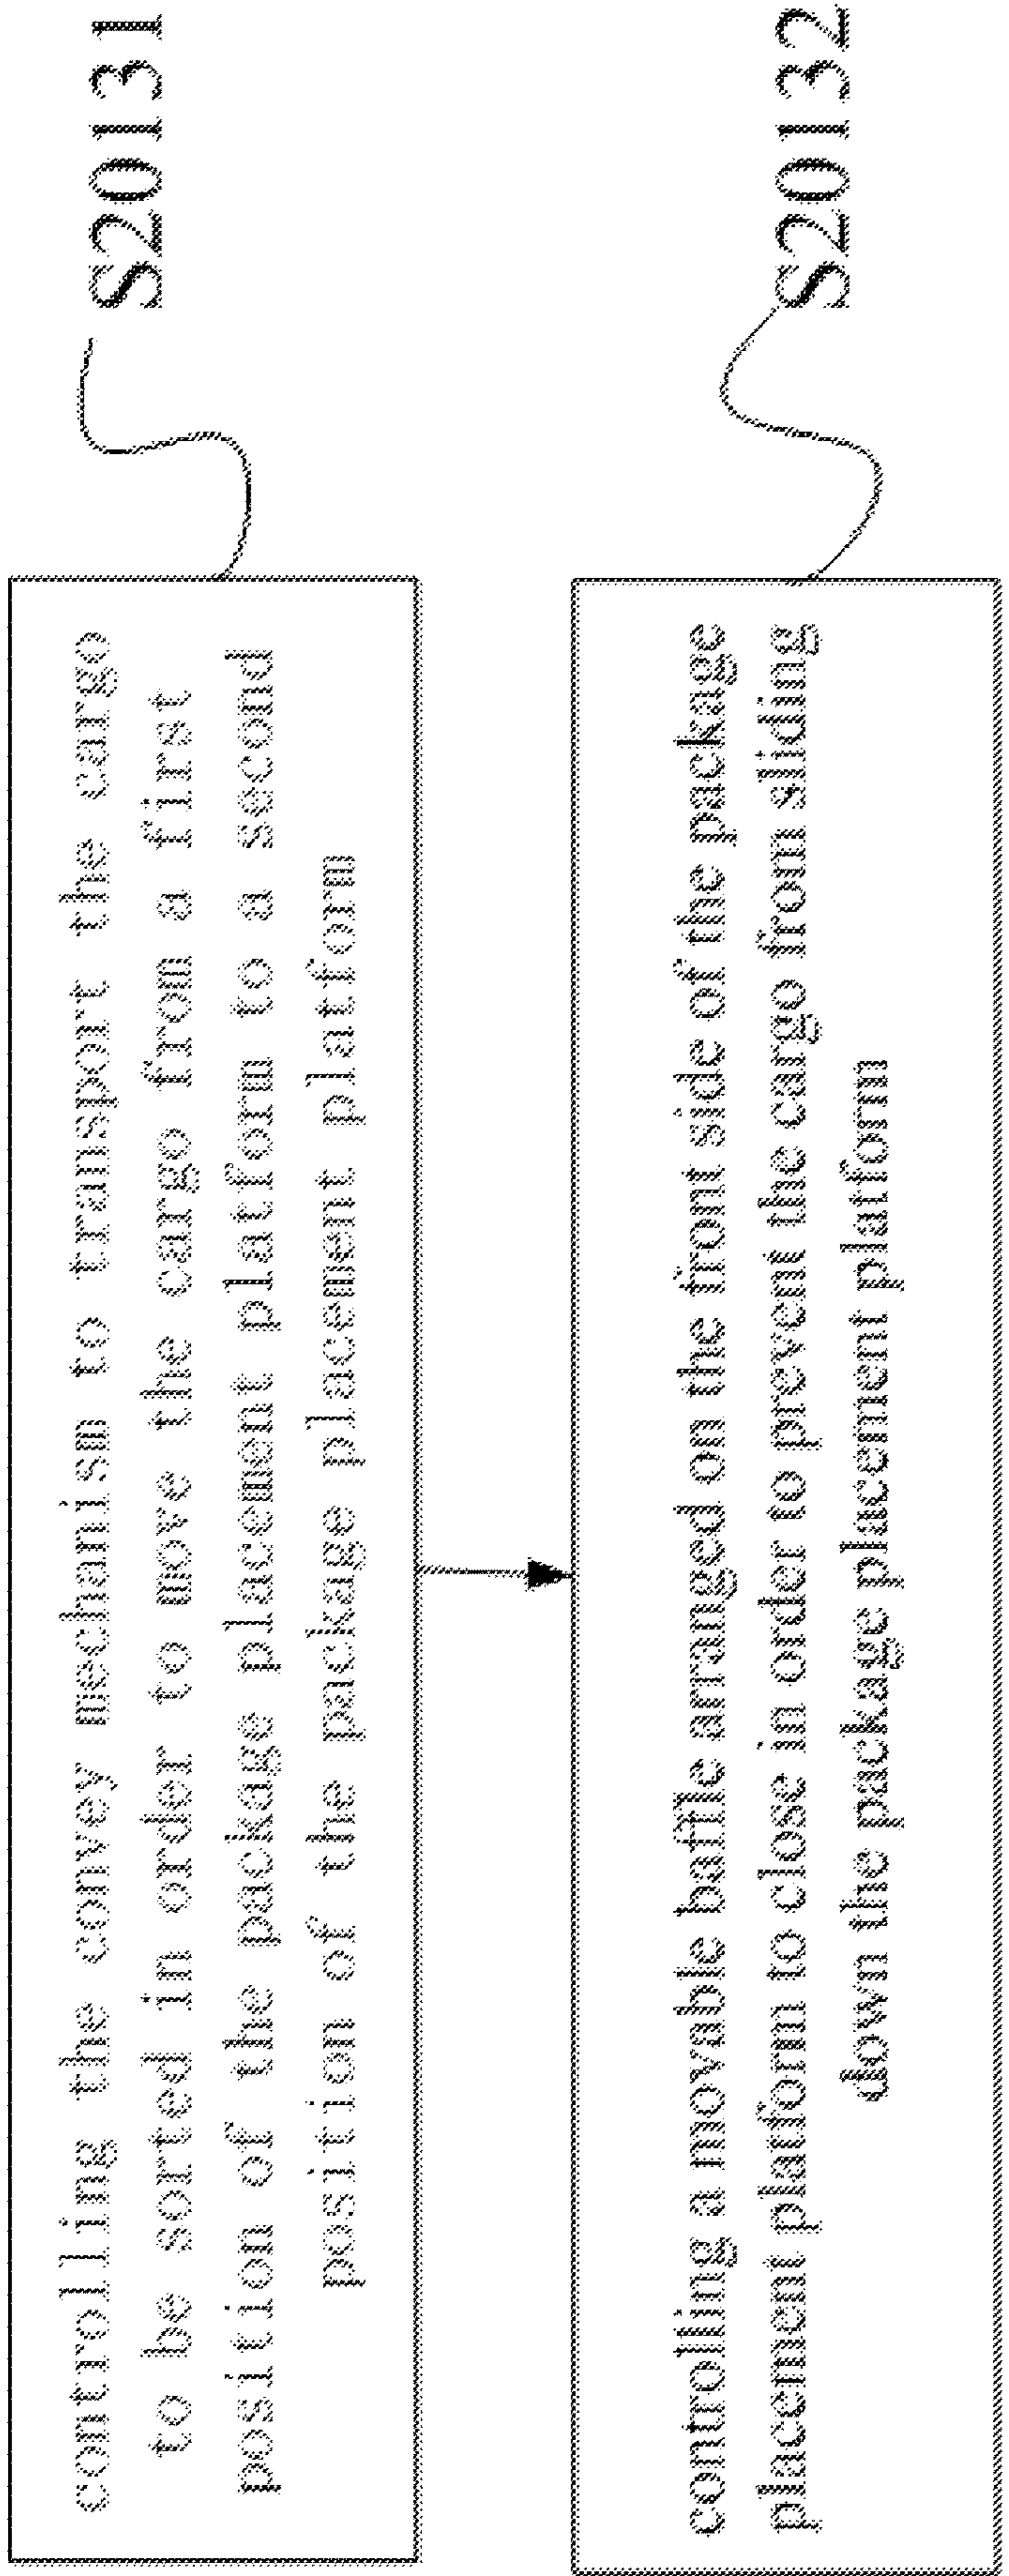 controlling the convey mechanism to transport the cargo
to be sorted in order to move the cargo from a first
position of the package placement platform to a second
position of the package placement platform
S20131
controlling a movable baffle arranged on the front side of the package
placement platform to close in order to prevent the cargo from sliding
down the package placement platform
S20132